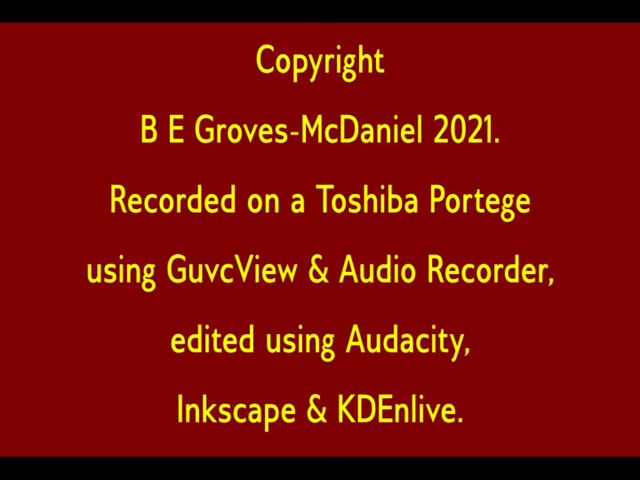 Copyright
B E Groves-McDaniel 2021.
Recorded on a Toshiba Portege
using GuvcView & Audio Recorder,
edited using Audacity,
Inkscape & KDEnlive.